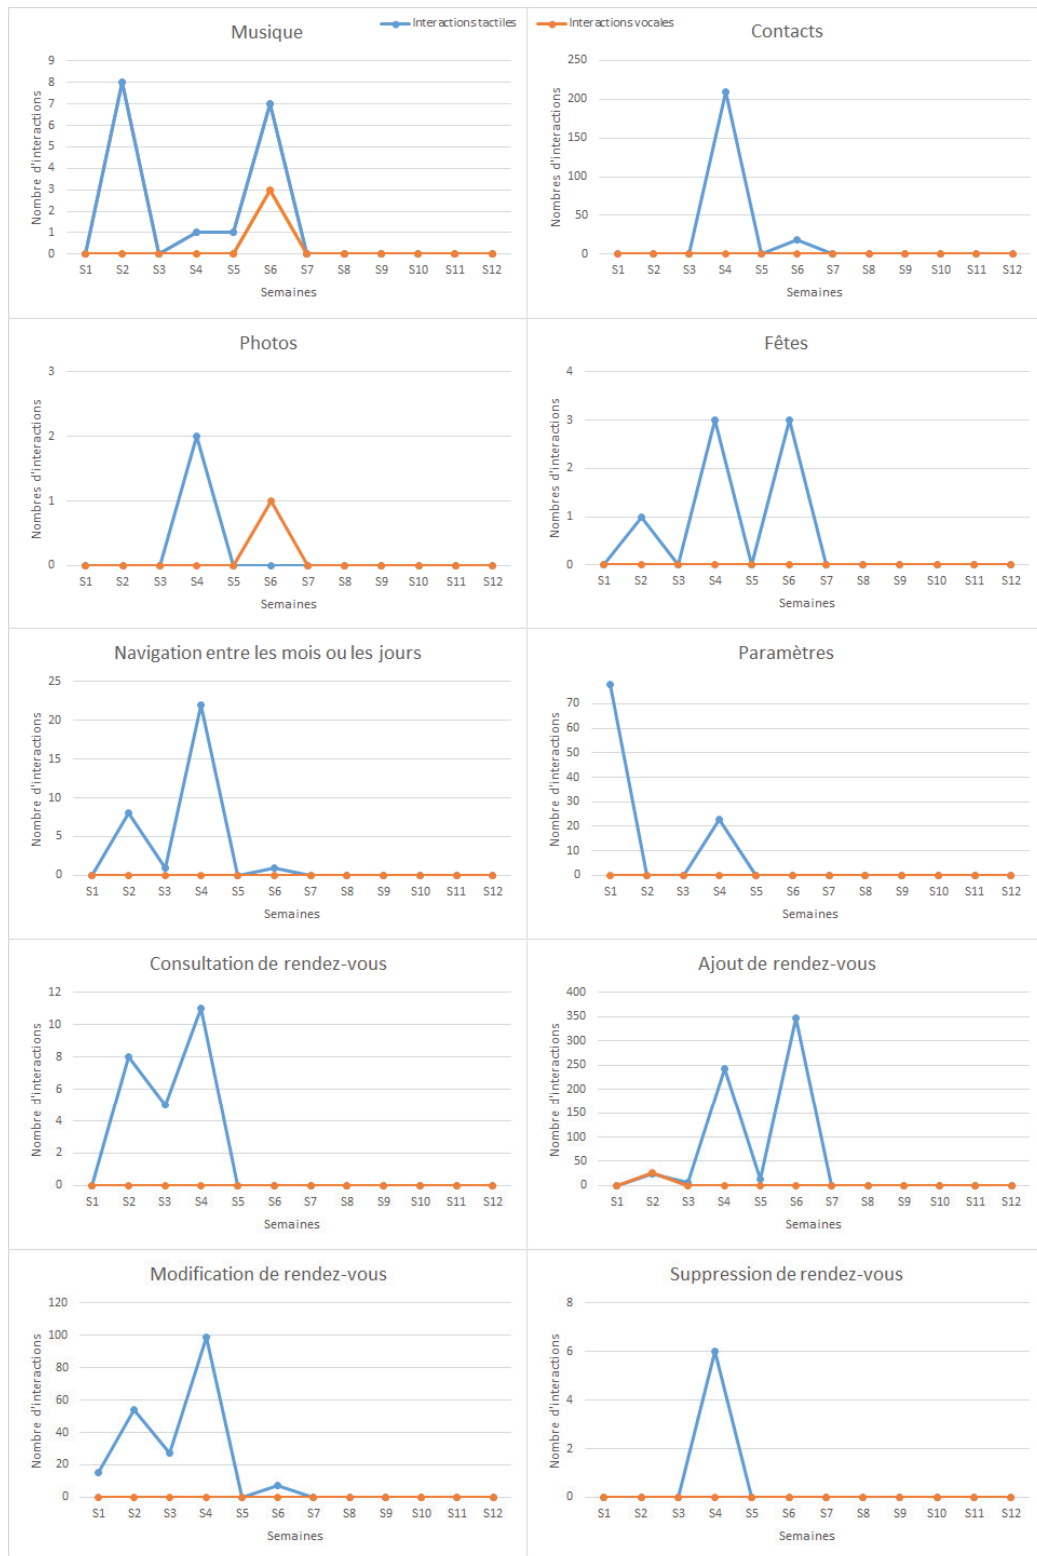 Musique
Interactions tactiles
Interactions vocales
Contacts
Nombre d'interactions
9
8
7
6
5
4
3
2
1
0
S1 S2 S3 S4 S5 S6 S7 S8 S9 S10 S11 S12
Semaines
Nombres d'interactions
250
200
150
100
50
0
S1 S2 S3 S4 S5 S6 S7 S8 S9 S10 S11 S12
Semaines
Photos
Nombres d'interactions
3
2
1
0
S1 S2 S3 S4 S5 S6 S7 S8 S9 S10 S11 S12
Semaines
Fêtes
Nombres d'interactions
4
3
2
1
0
S1 S2 S3 S4 S5 S6 S7 S8 S9 S10 S11 S12
Semaines
Navigation entre les mois ou les jours
Nombre d'interactions
25
20
15
10
5
0
S1 S2 S3 S4 S5 S6 S7 S8 S9 S10 S11 S12
Semaines
Paramètres
Nombre d'interactions
70
60
50
40
30
20
10
0
S1 S2 S3 S4 S5 S6 S7 S8 S9 S10 S11 S12
Semaines
Consultation de rendez-vous
Nombre d'interactions
12
10
8
6
4
2
0
S1 S2 S3 S4 S5 S6 S7 S8 S9 S10 S11 S12
Semaines
Ajout de rendez-vous
Nombre d'interactions
400
350
300
250
200
150
100
50
0
S1 S2 S3 S4 S5 S6 S7 S8 S9 S10 S11 S12
Semaines
Modification de rendez-vous
Nombre d'interactions
120
100
80
60
40
20
0
S1 S2 S3 S4 S5 S6 S7 S8 S9 S10 S11 S12
Semaines
Suppression de rendez-vous
Nombre d'interactions
8
6
4
2
0
S1 S2 S3 S4 S5 S6 S7 S8 S9 S10 S11 S12
Semaines